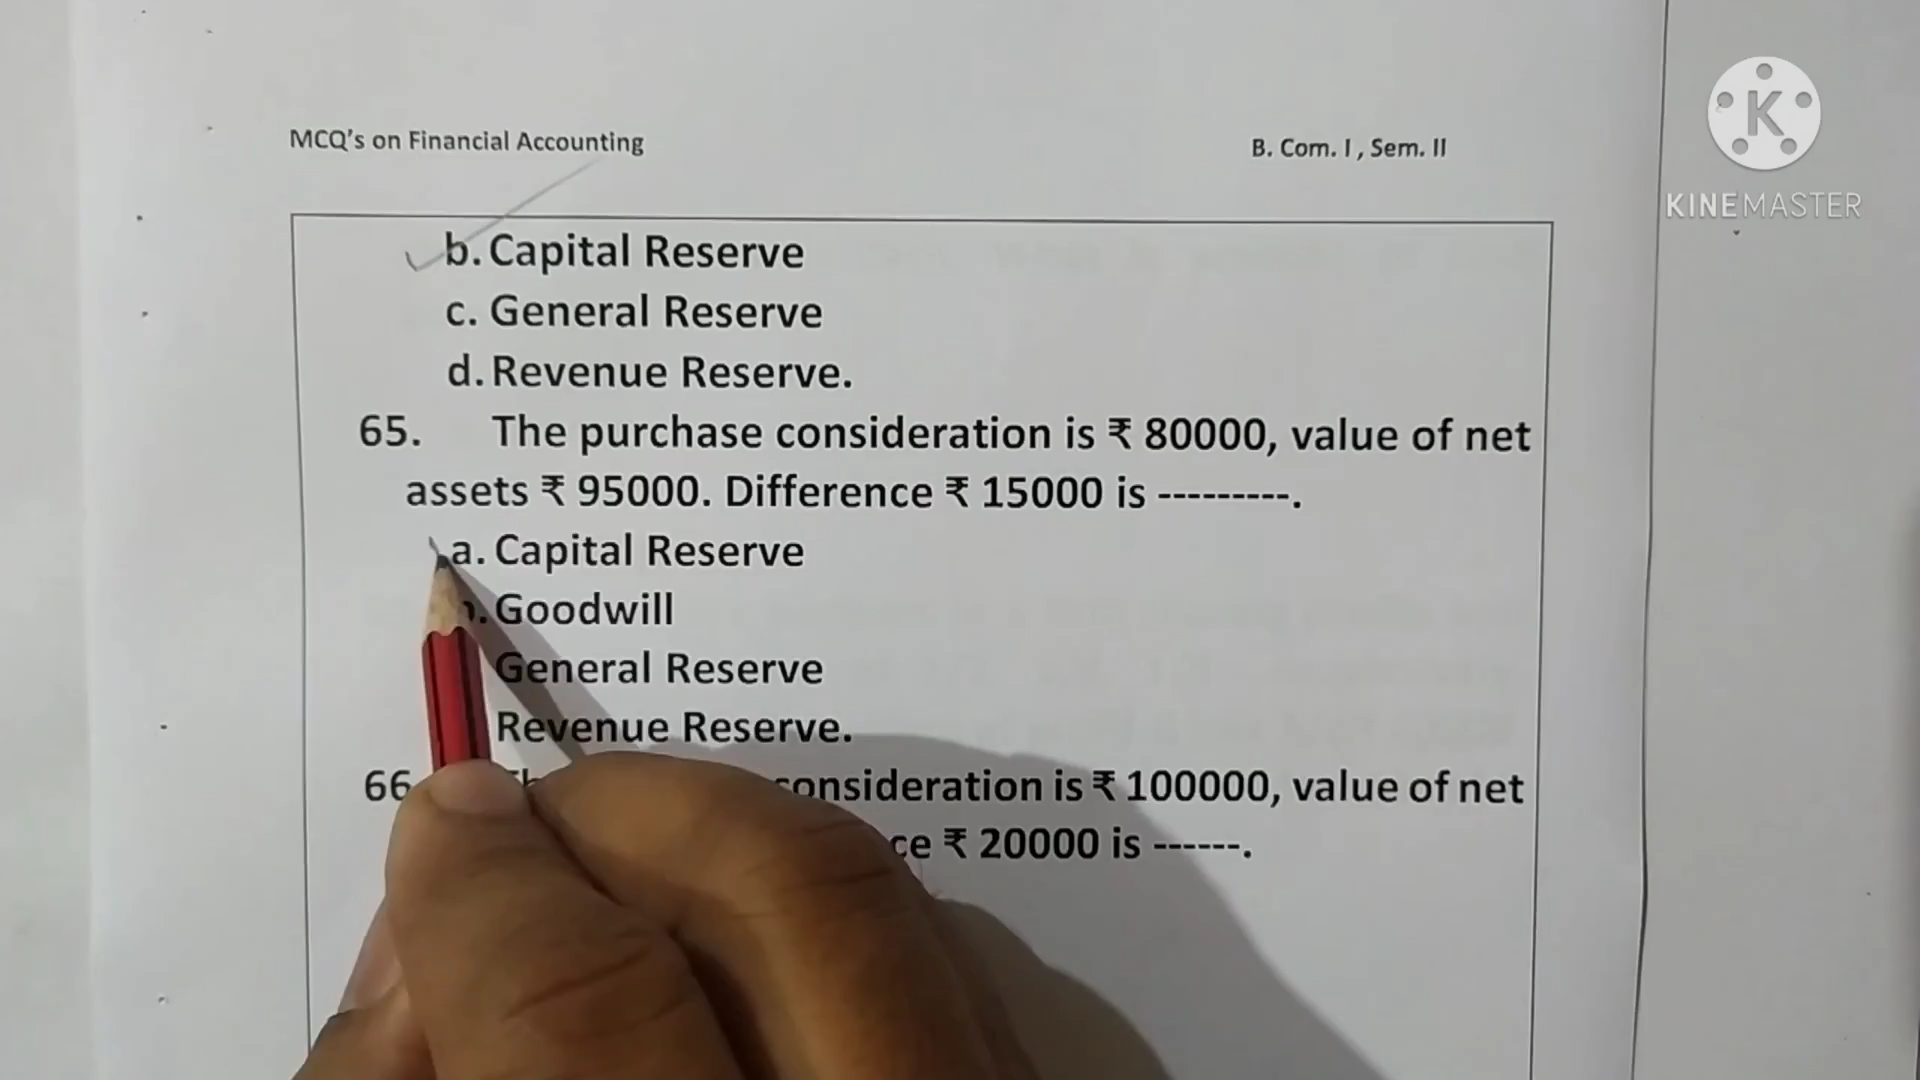 MCQ's on Financial Accounting
B. Com. I , Sem. II
K
KINEMASTER
b. Capital Reserve
c. General Reserve
d. Revenue Reserve.
65. The purchase consideration is ₹ 80000, value of net
assets ₹ 95000. Difference ₹ 15000 is ---------.
a. Capital Reserve
Goodwill
General Reserve
Revenue Reserve.
66 consideration is ₹ 100000, value of net
₹ 20000 is ------.